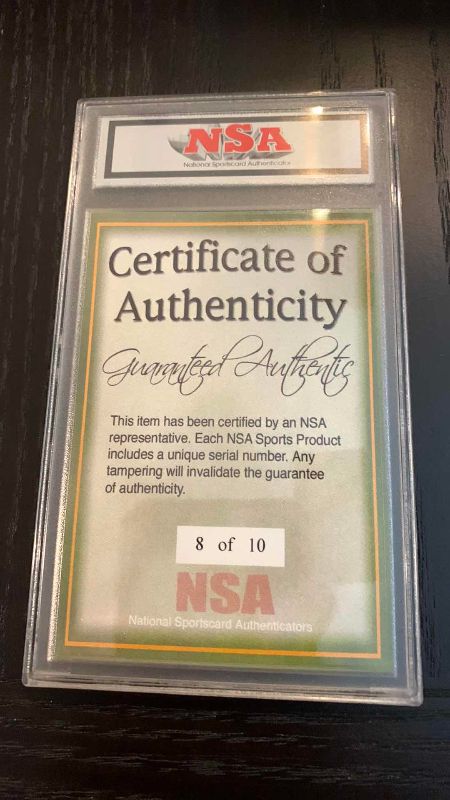 NSA
National Sportscard Authenticator
Certificate of
Authenticity
Guaranteed Authentic
This item has been certified by an NSA
representative. Each NSA Sports Product
includes a unique serial number. Any
tampering will invalidate the guarantee
of authenticity.
8 of 10
NSA
National Sportscard Authenticators